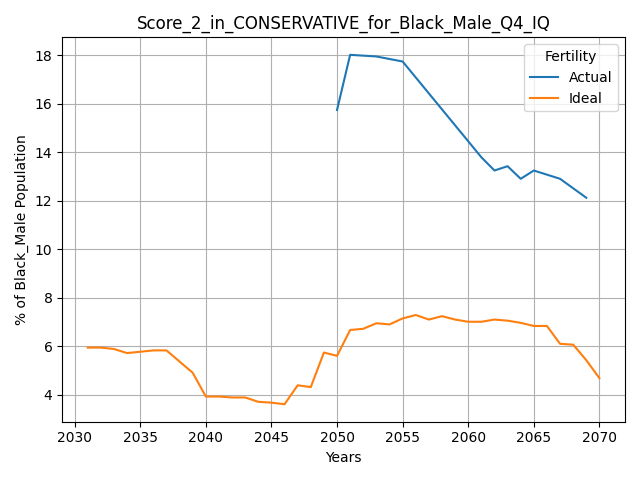 Score_2_in_CONSERVATIVE_for_Black_Male_Q4_IQ
Fertility
Actual
Ideal
% of Black_Male Population
18
16
14
12
10
8
6
4
2030 2035 2040 2045 2050 2055 2060 2065 2070
Years